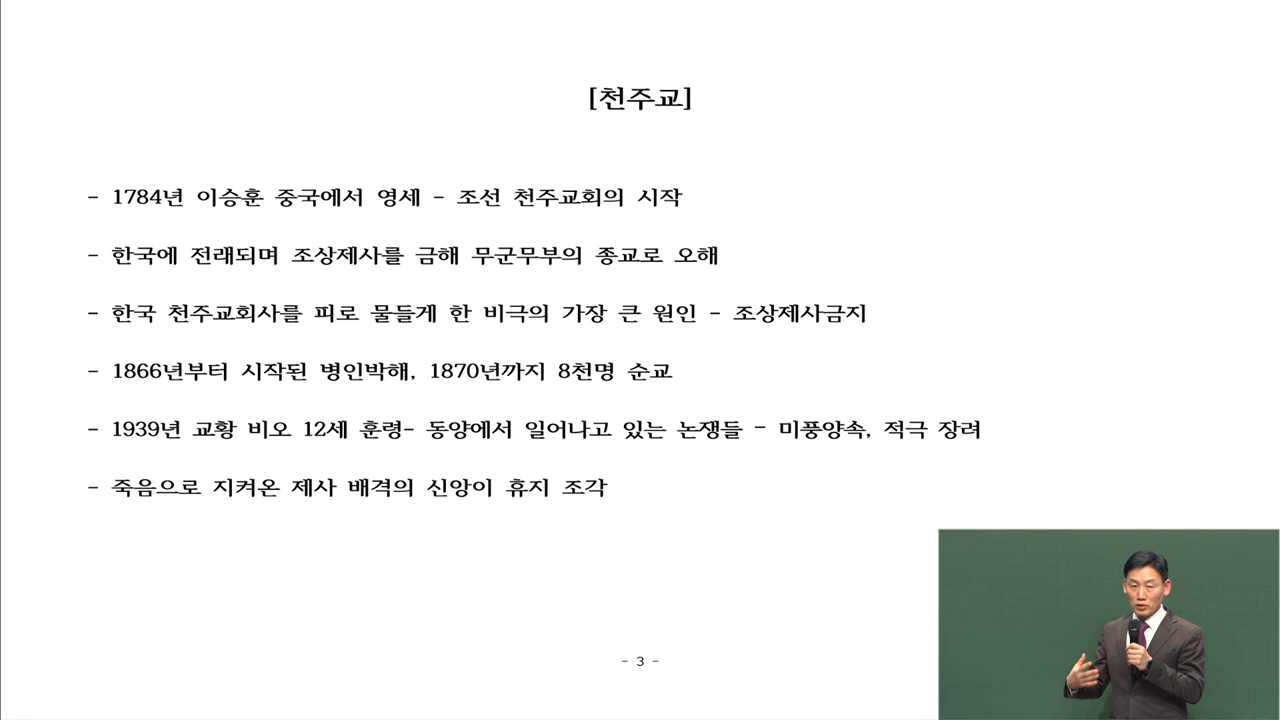 [천주교]
- 1784년 이승훈 중국에서 영세 - 조선 천주교회의 시작
- 한국에 전래되며 조상제사를 금해 무군무부의 종교로 오해
- 한국 천주교회사를 피로 물들게 한 비극의 가장 큰 원인 - 조상제사금지
- 1866년부터 시작된 병인박해, 1870년까지 8천명 순교
- 1939년 교황 비오 12세 훈령- 동양에서 일어나고 있는 논쟁들 - 미풍양속, 적극 장려
- 죽음으로 지켜온 제사 배격의 신앙이 휴지 조각
- 3 -